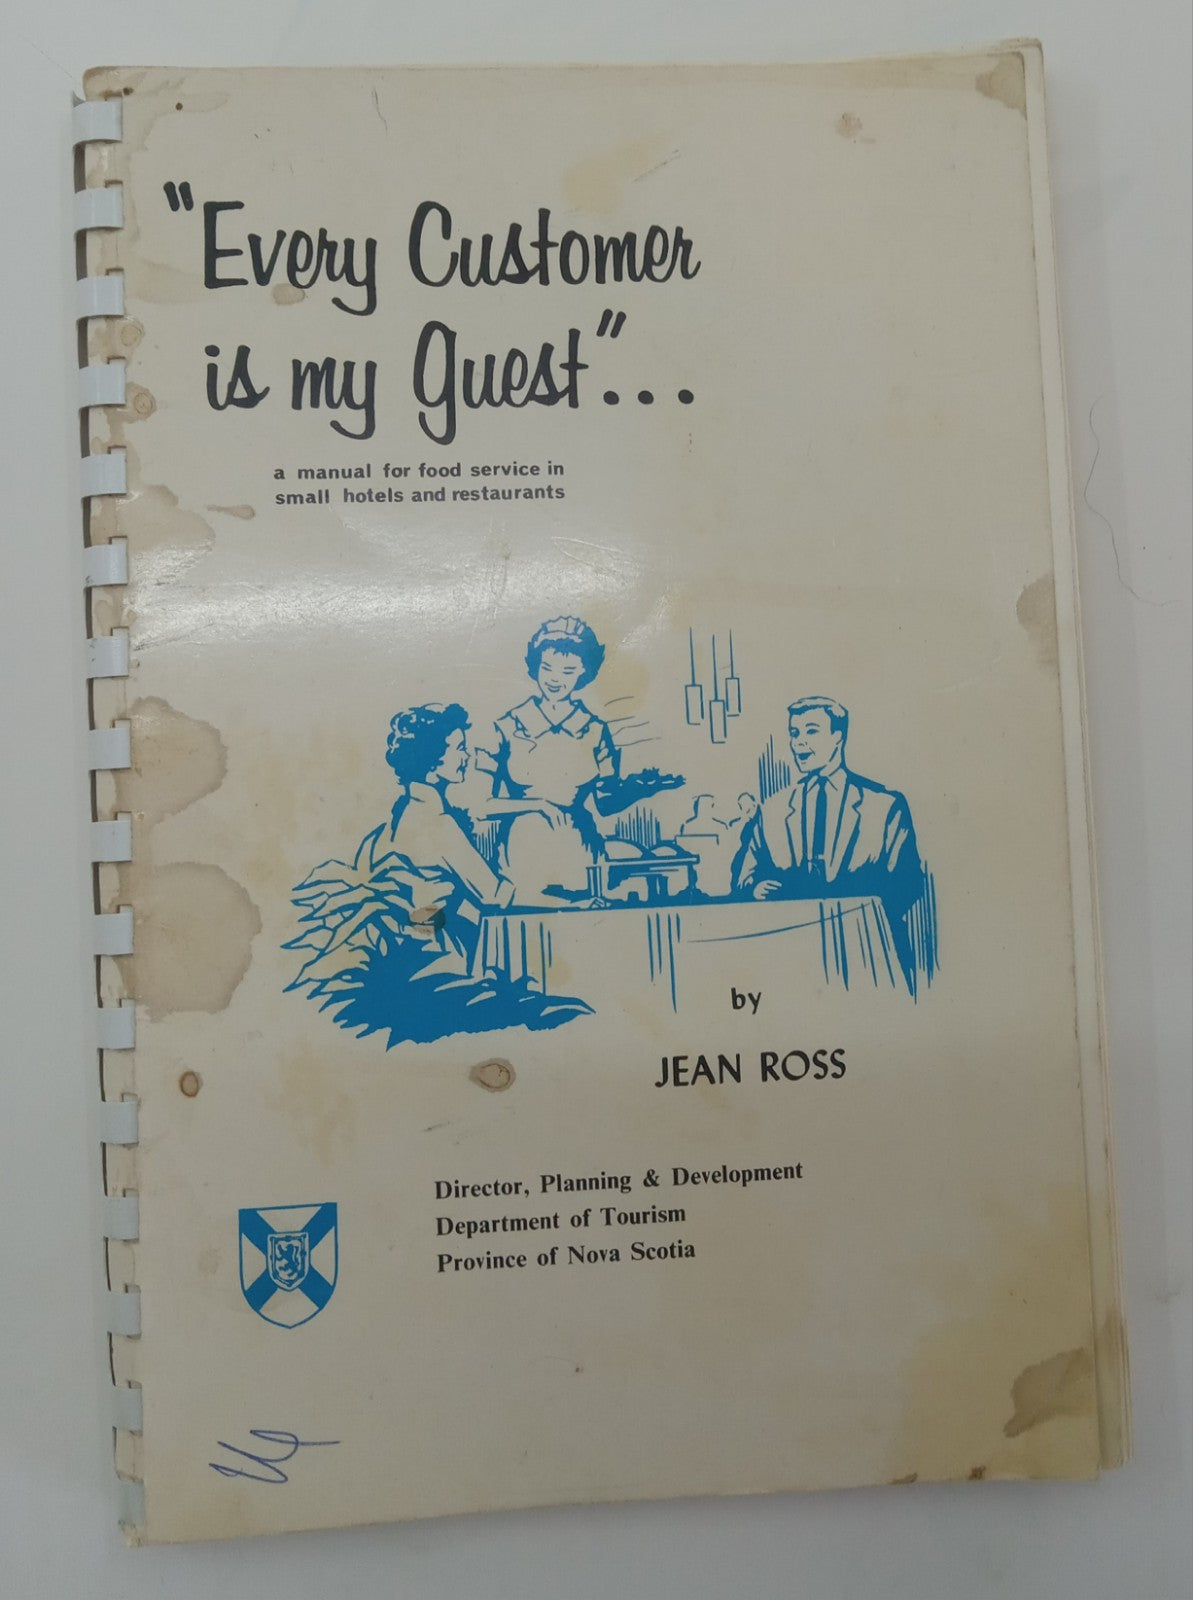 "Every Customer
is my guest"...
a manual for food service in
small hotels and restaurants
by
JEAN ROSS
Director, Planning & Development
Department of Tourism
Province of Nova Scotia